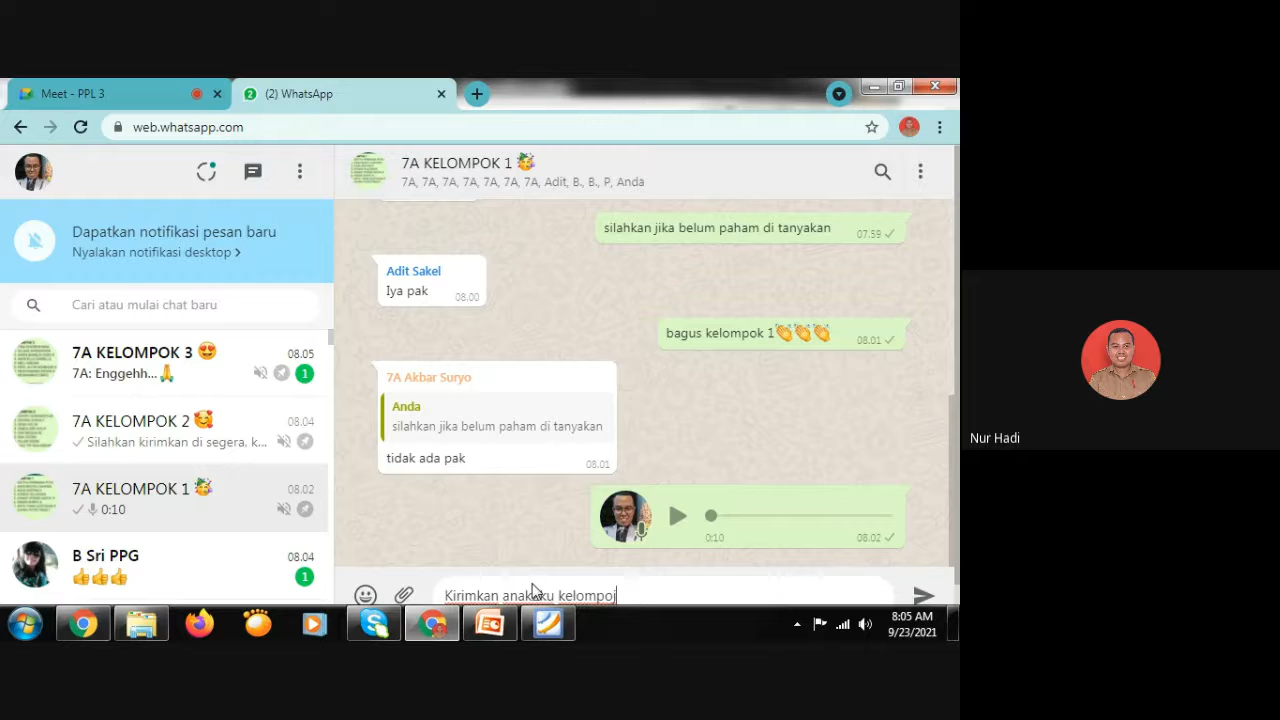 Meet - PPL 3
(2) WhatsApp
web.whatsapp.com
7A KELOMPOK 1
7A, 7A, 7A, 7A, 7A, 7A, 7A, Adit, B., B., P, Anda
Dapatkan notifikasi pesan baru
Nyalakan notifikasi desktop >
Cari atau mulai chat baru
7A KELOMPOK 3 😍 08.05
7A: Enggeh...🙏 1
7A KELOMPOK 2 🥰 08.04
Silahkan kirimkan di segera, k...
7A KELOMPOK 1 08.02
0:10
B Sri PPG 08.04
👍👍👍 1
silahkan jika belum paham di tanyakan 07.59
Adit Sakel
Iya pak 08.00
bagus kelompok 1👏👏👏 08.01
7A Akbar Suryo
Anda
silahkan jika belum paham di tanyakan
tidak ada pak 08.01
0:10 08.02
Kirimkan anakku kelompoj
8:05 AM
9/23/2021
Nur Hadi